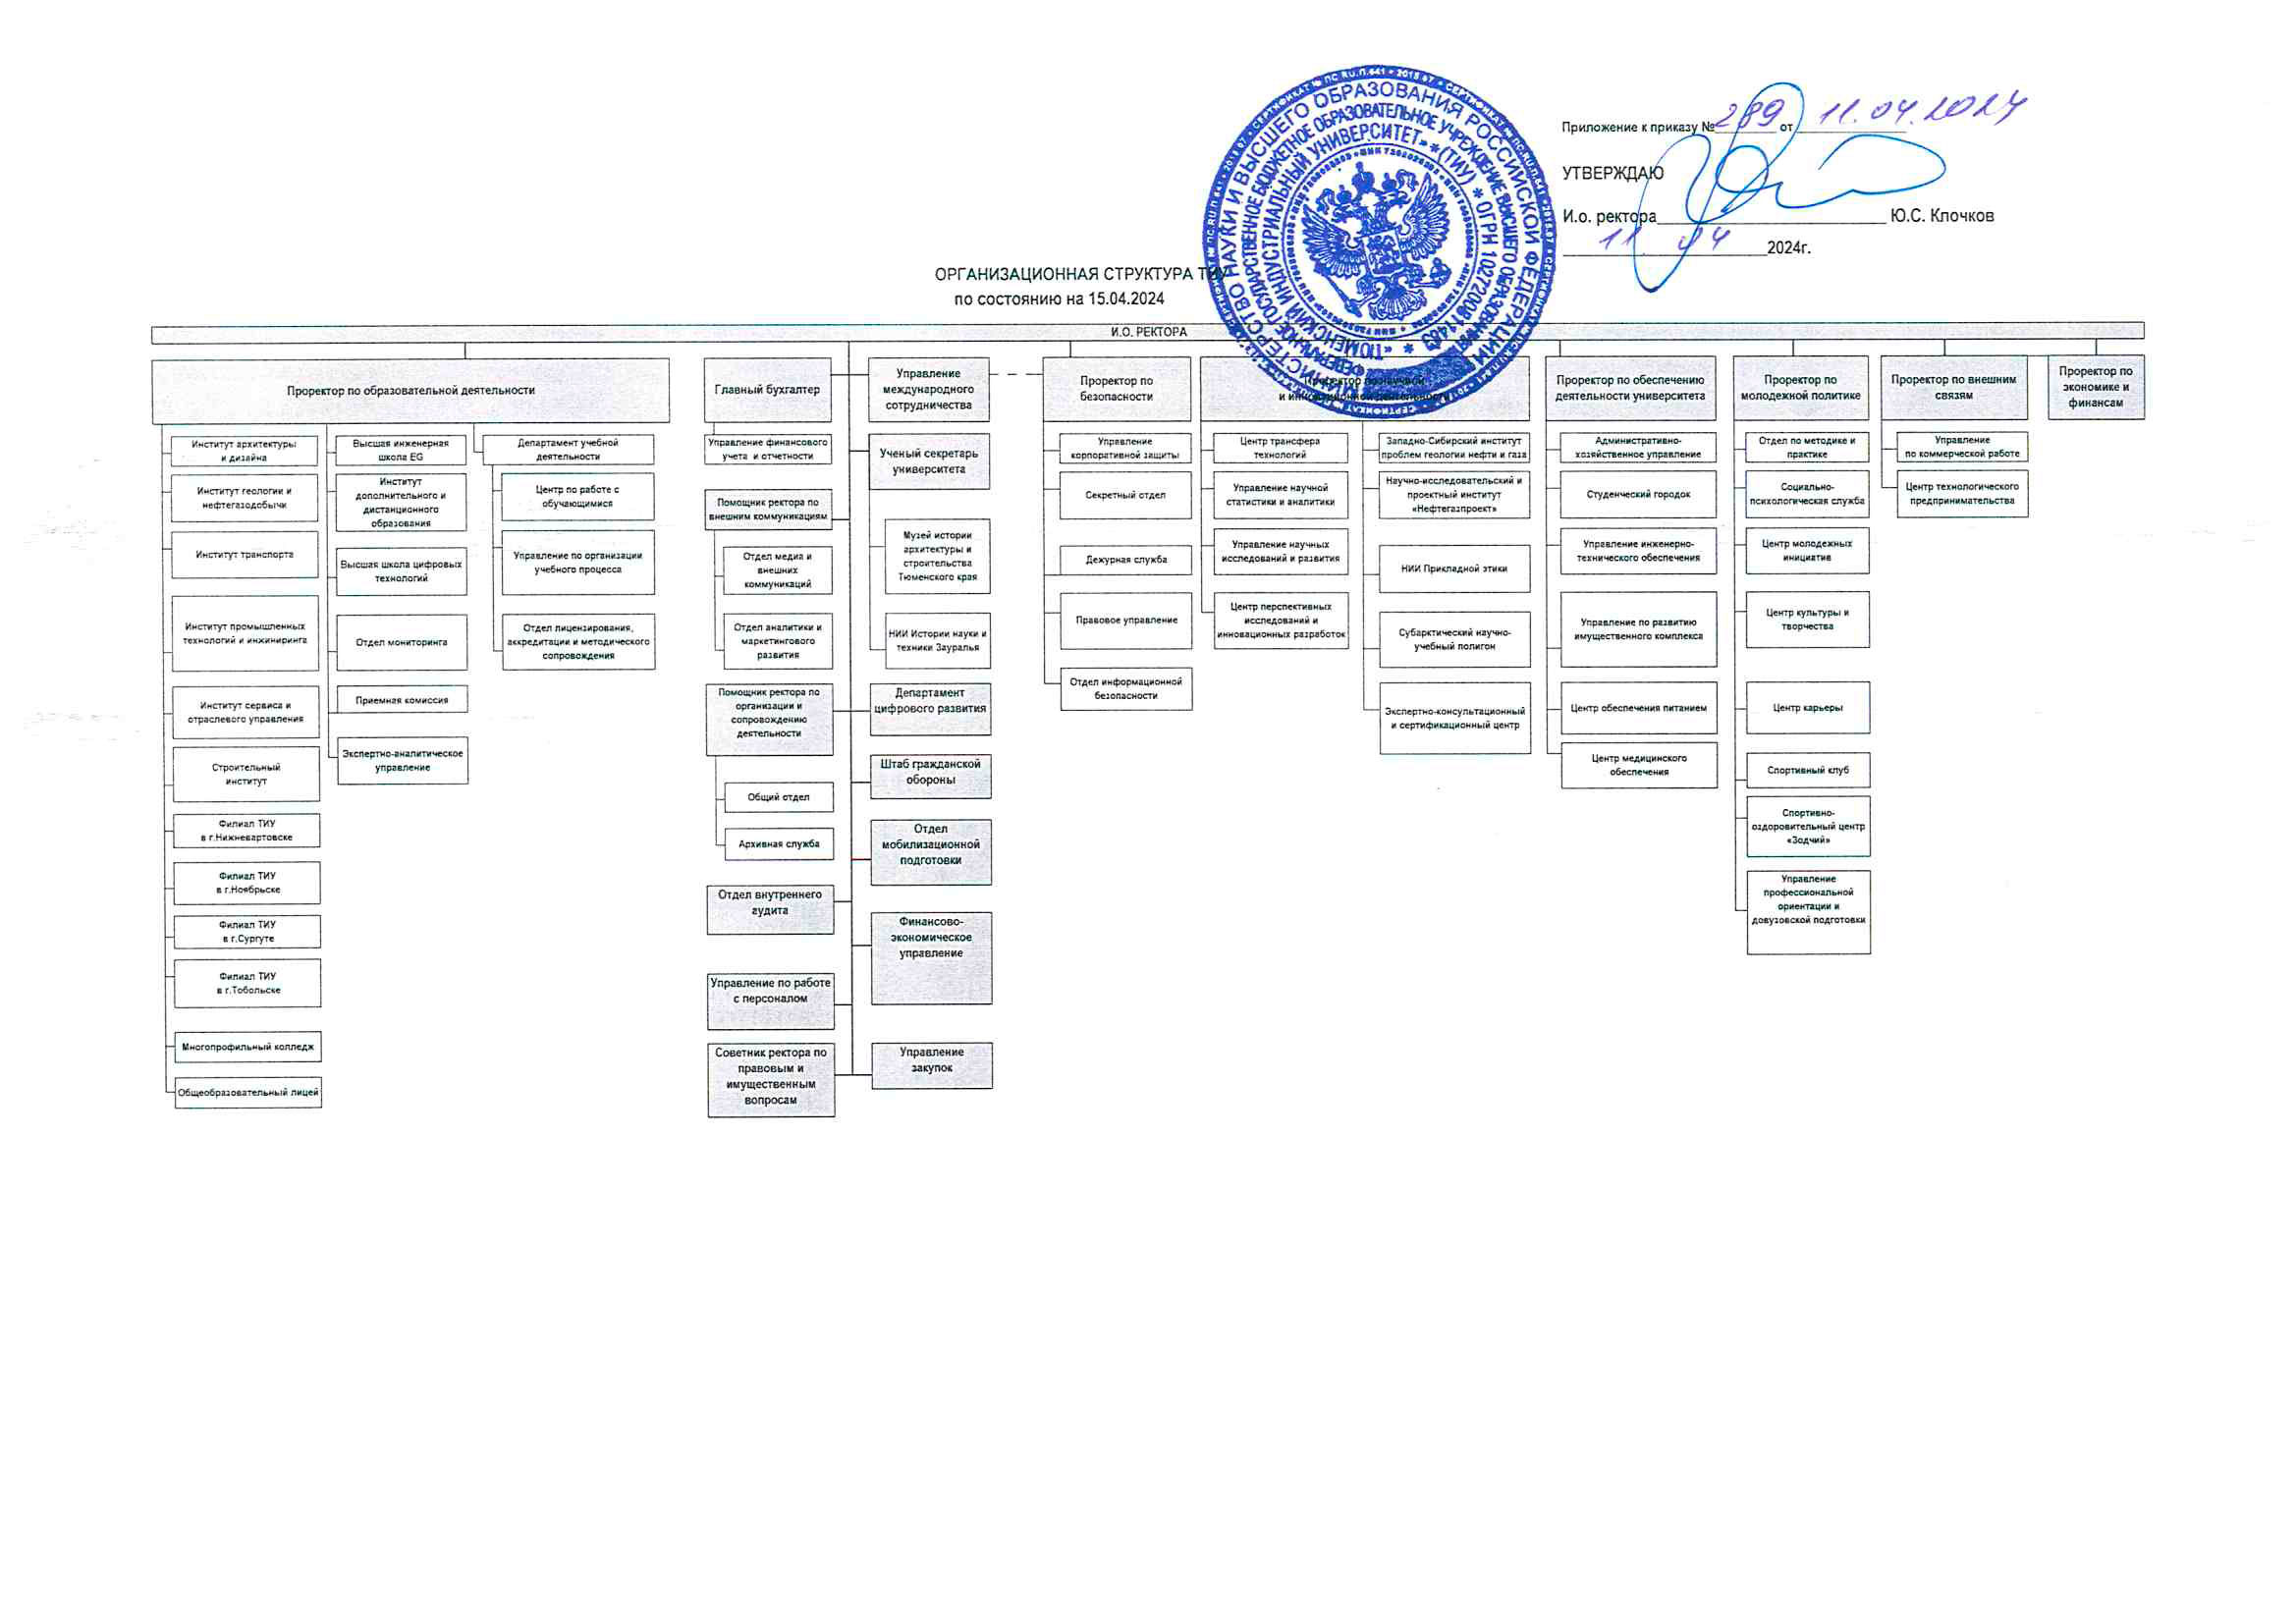 Приложение к приказу № 289 от 11.04.2024
УТВЕРЖДАЮ
И.о. ректора Ю.С. Клочков
11 04 2024г.
ОРГАНИЗАЦИОННАЯ СТРУКТУРА ТИУ
по состоянию на 15.04.2024
И.О. РЕКТОРА
Проректор по образовательной деятельности
Институт архитектуры
и дизайна
Институт геологии и
нефтегазодобычи
Институт транспорта
Институт промышленных
технологий и инжиниринга
Институт сервиса и
отраслевого управления
Строительный
институт
Филиал ТИУ
в г.Нижневартовске
Филиал ТИУ
в г.Ноябрьске
Филиал ТИУ
в г.Сургуте
Филиал ТИУ
в г.Тобольске
Многопрофильный колледж
Общеобразовательный лицей
Высшая инженерная
школа EG
Институт
дополнительного и
дистанционного
образования
Высшая школа цифровых
технологий
Отдел мониторинга
Приемная комиссия
Экспертно-аналитическое
управление
Департамент учебной
деятельности
Центр по работе с
обучающимися
Управление по организации
учебного процесса
Отдел лицензирования,
аккредитации и методического
сопровождения
Главный бухгалтер
Управление финансового
учета и отчетности
Помощник ректора по
внешним коммуникациям
Отдел медиа и
внешних
коммуникаций
Отдел аналитики и
маркетингового
развития
Помощник ректора по
организации и
сопровождению
деятельности
Общий отдел
Архивная служба
Отдел внутреннего
аудита
Управление по работе
с персоналом
Советник ректора по
правовым и
имущественным
вопросам
Управление
международного
сотрудничества
Ученый секретарь
университета
Музей истории
архитектуры и
строительства
Тюменского края
НИИ Истории науки и
техники Зауралья
Департамент
цифрового развития
Штаб гражданской
обороны
Отдел
мобилизационной
подготовки
Финансово-
экономическое
управление
Управление
закупок
Проректор по
безопасности
Управление
корпоративной защиты
Секретный отдел
Дежурная служба
Правовое управление
Отдел информационной
безопасности
Проректор по научной
и инновационной деятельности
Центр трансфера
технологий
Управление научной
статистики и аналитики
Управление научных
исследований и развития
Центр перспективных
исследований и
инновационных разработок
Западно-Сибирский институт
проблем геологии нефти и газа
Научно-исследовательский и
проектный институт
«Нефтегазпроект»
НИИ Прикладной этики
Субарктический научно-
учебный полигон
Экспертно-консультационный
и сертификационный центр
Проректор по обеспечению
деятельности университета
Административно-
хозяйственное управление
Студенческий городок
Управление инженерно-
технического обеспечения
Управление по развитию
имущественного комплекса
Центр обеспечения питанием
Центр медицинского
обеспечения
Проректор по
молодежной политике
Отдел по методике и
практике
Социально-
психологическая служба
Центр молодежных
инициатив
Центр культуры и
творчества
Центр карьеры
Спортивный клуб
Спортивно-
оздоровительный центр
«Зодчий»
Управление
профессиональной
ориентации и
довузовской подготовки
Проректор по внешним
связям
Управление
по коммерческой работе
Центр технологического
предпринимательства
Проректор по
экономике и
финансам